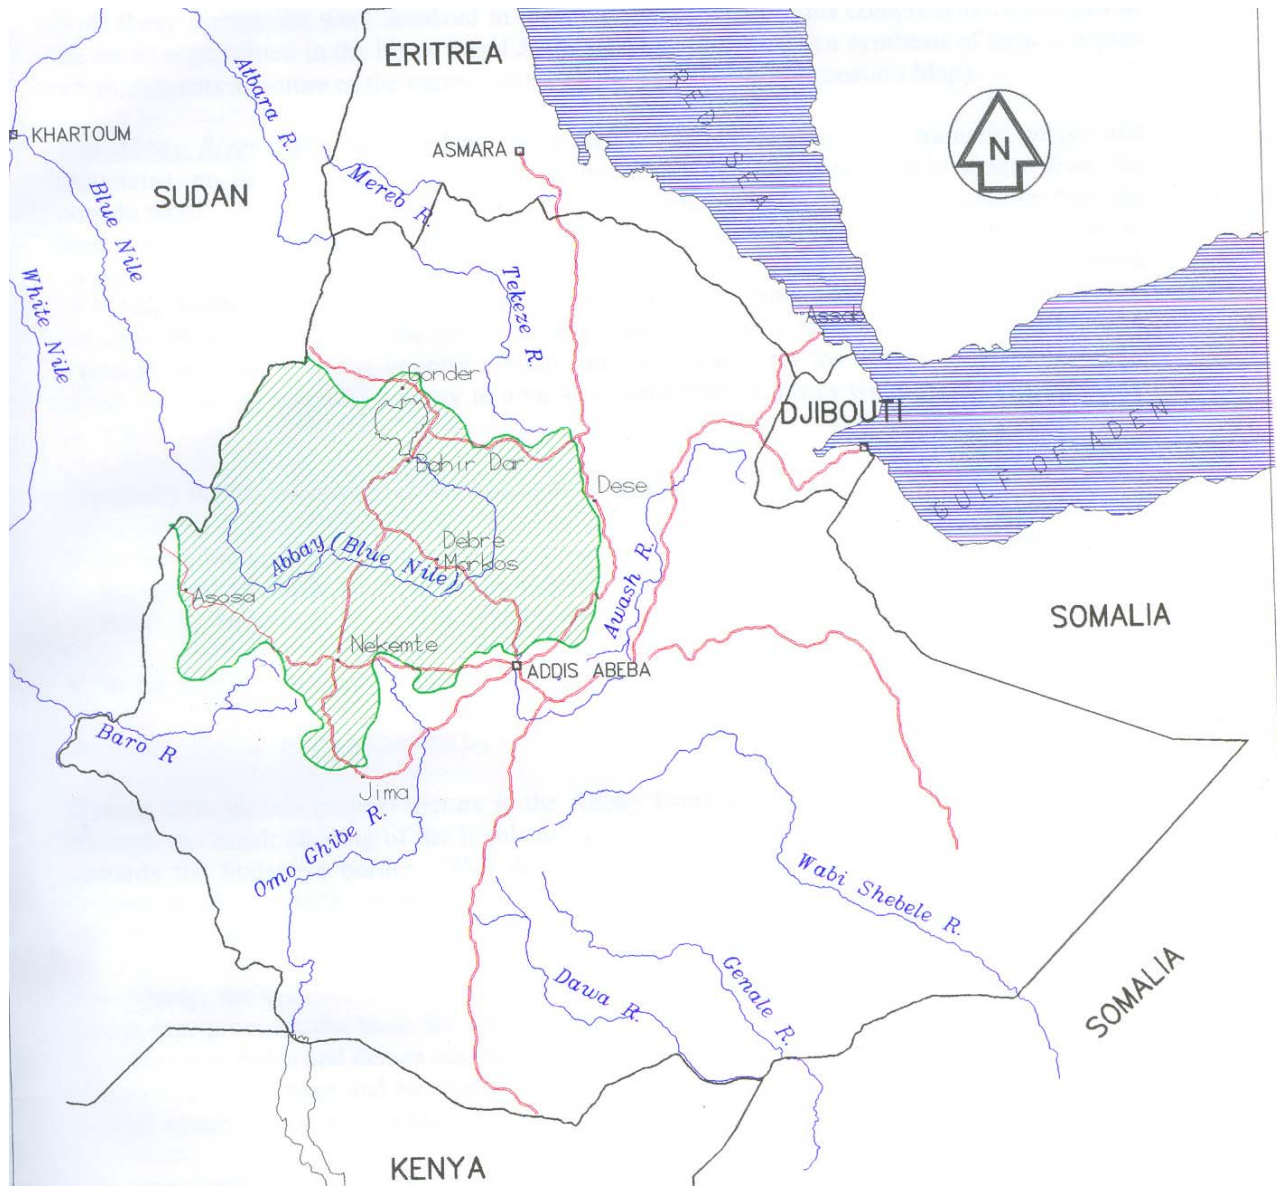 ERITREA
RED SEA
Atbara R.
KHARTOUM
ASMARA
N
Mereb R.
SUDAN
Blue Nile
White Nile
Tekeze R.
Assab
Gonder
DJIBOUTI
GULF OF ADEN
Bahir Dar
Dese
Debre
Markos
Abbay (Blue Nile)
Awash R.
Asosa
SOMALIA
Nekemte
ADDIS ABEBA
Baro R
Jima
Omo Ghibe R.
Wabi Shebele R.
Genale R.
Dawa R.
SOMALIA
KENYA